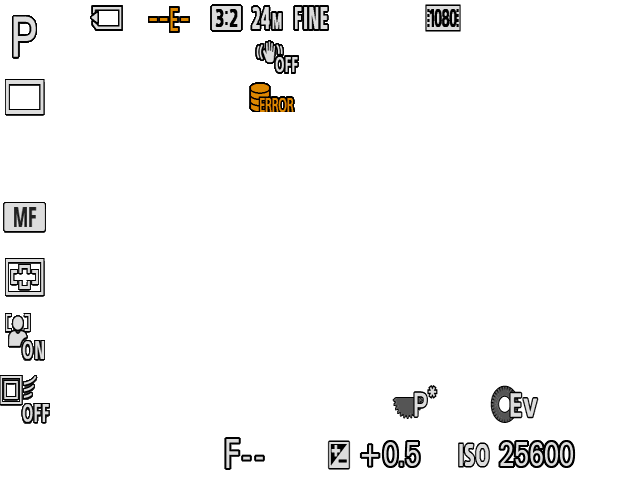 P --E-- 3:2 24M FINE 1080
OFF
ERROR
MF
ON
OFF P* EV
F-- +0.5 ISO 25600